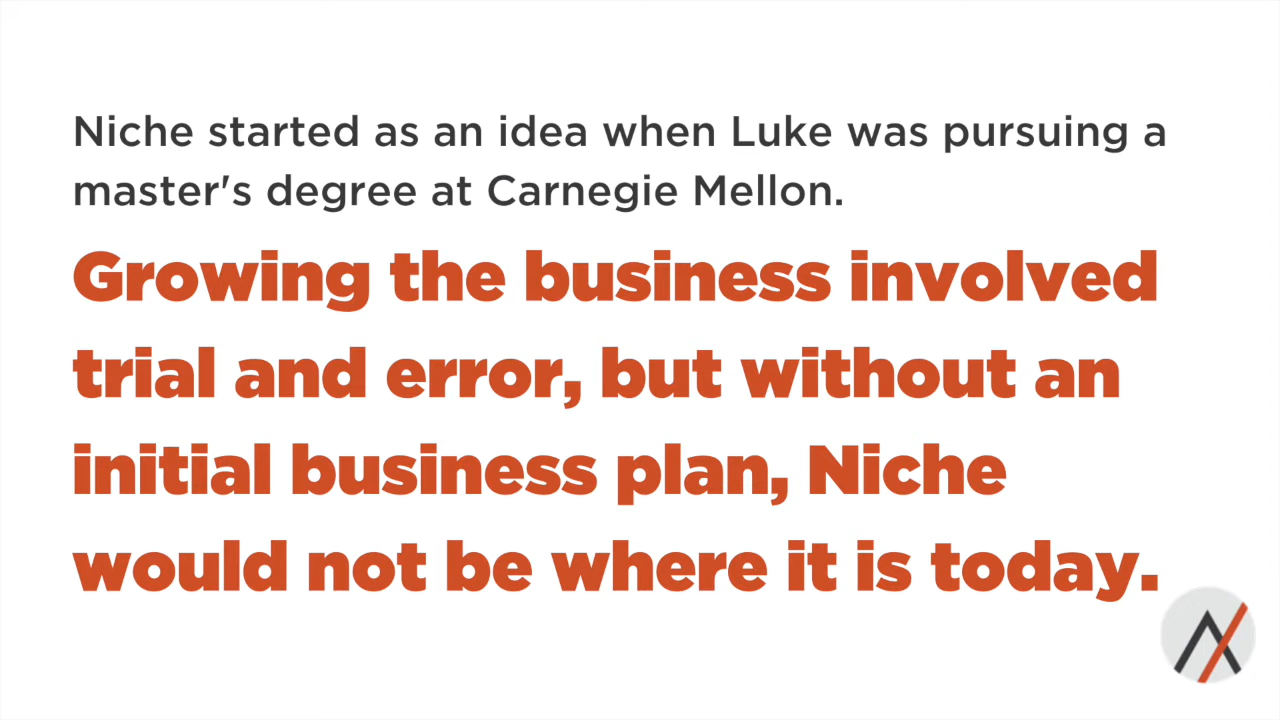 Niche started as an idea when Luke was pursuing a
master's degree at Carnegie Mellon.
Growing the business involved
trial and error, but without an
initial business plan, Niche
would not be where it is today.